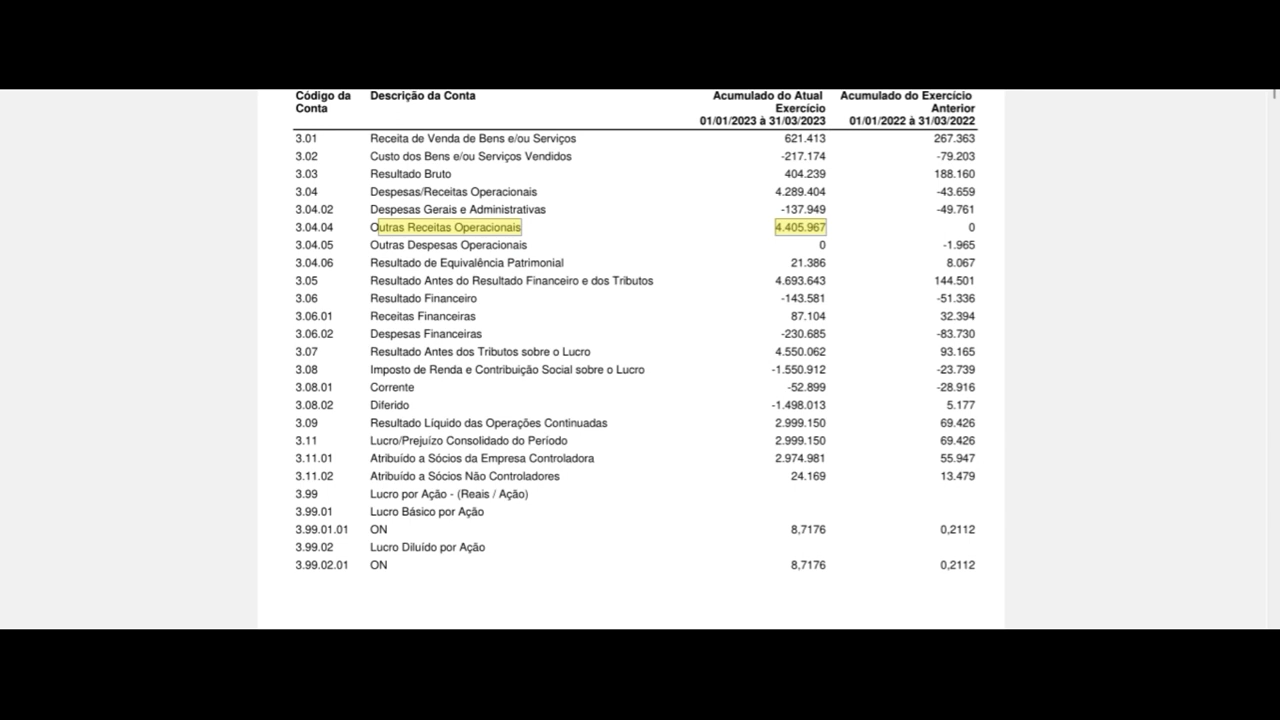 Código da Conta Descrição da Conta Acumulado do Atual Exercício 01/01/2023 à 31/03/2023 Acumulado do Exercício Anterior 01/01/2022 à 31/03/2022
3.01 Receita de Venda de Bens e/ou Serviços 621.413 267.363
3.02 Custo dos Bens e/ou Serviços Vendidos -217.174 -79.203
3.03 Resultado Bruto 404.239 188.160
3.04 Despesas/Receitas Operacionais 4.289.404 -43.659
3.04.02 Despesas Gerais e Administrativas -137.949 -49.761
3.04.04 Outras Receitas Operacionais 4.405.967 0
3.04.05 Outras Despesas Operacionais 0 -1.965
3.04.06 Resultado de Equivalência Patrimonial 21.386 8.067
3.05 Resultado Antes do Resultado Financeiro e dos Tributos 4.693.643 144.501
3.06 Resultado Financeiro -143.581 -51.336
3.06.01 Receitas Financeiras 87.104 32.394
3.06.02 Despesas Financeiras -230.685 -83.730
3.07 Resultado Antes dos Tributos sobre o Lucro 4.550.062 93.165
3.08 Imposto de Renda e Contribuição Social sobre o Lucro -1.550.912 -23.739
3.08.01 Corrente -52.899 -28.916
3.08.02 Diferido -1.498.013 5.177
3.09 Resultado Líquido das Operações Continuadas 2.999.150 69.426
3.11 Lucro/Prejuízo Consolidado do Período 2.999.150 69.426
3.11.01 Atribuído a Sócios da Empresa Controladora 2.974.981 55.947
3.11.02 Atribuído a Sócios Não Controladores 24.169 13.479
3.99 Lucro por Ação - (Reais / Ação)
3.99.01 Lucro Básico por Ação
3.99.01.01 ON 8,7176 0,2112
3.99.02 Lucro Diluído por Ação
3.99.02.01 ON 8,7176 0,2112